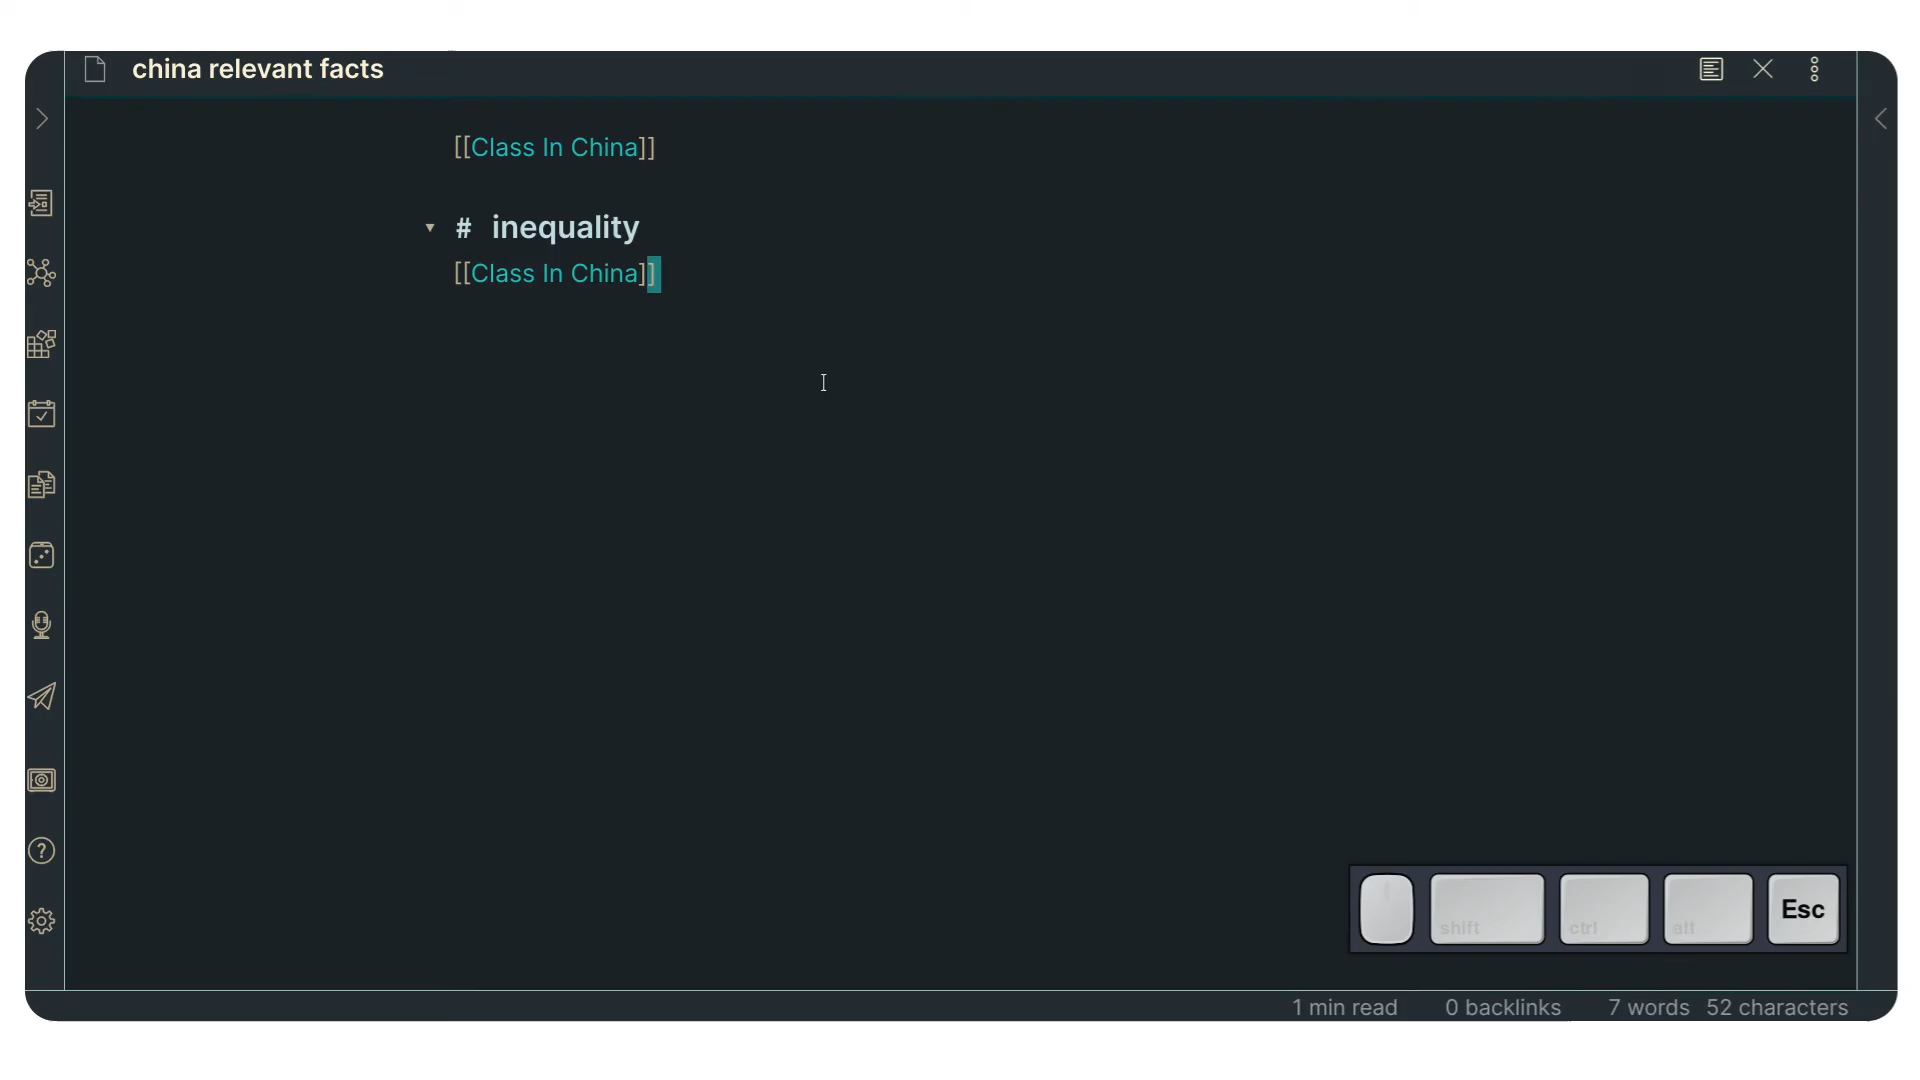 china relevant facts
[[Class In China]]
# inequality
[[Class In China]]
shift ctrl alt Esc
1 min read 0 backlinks 7 words 52 characters